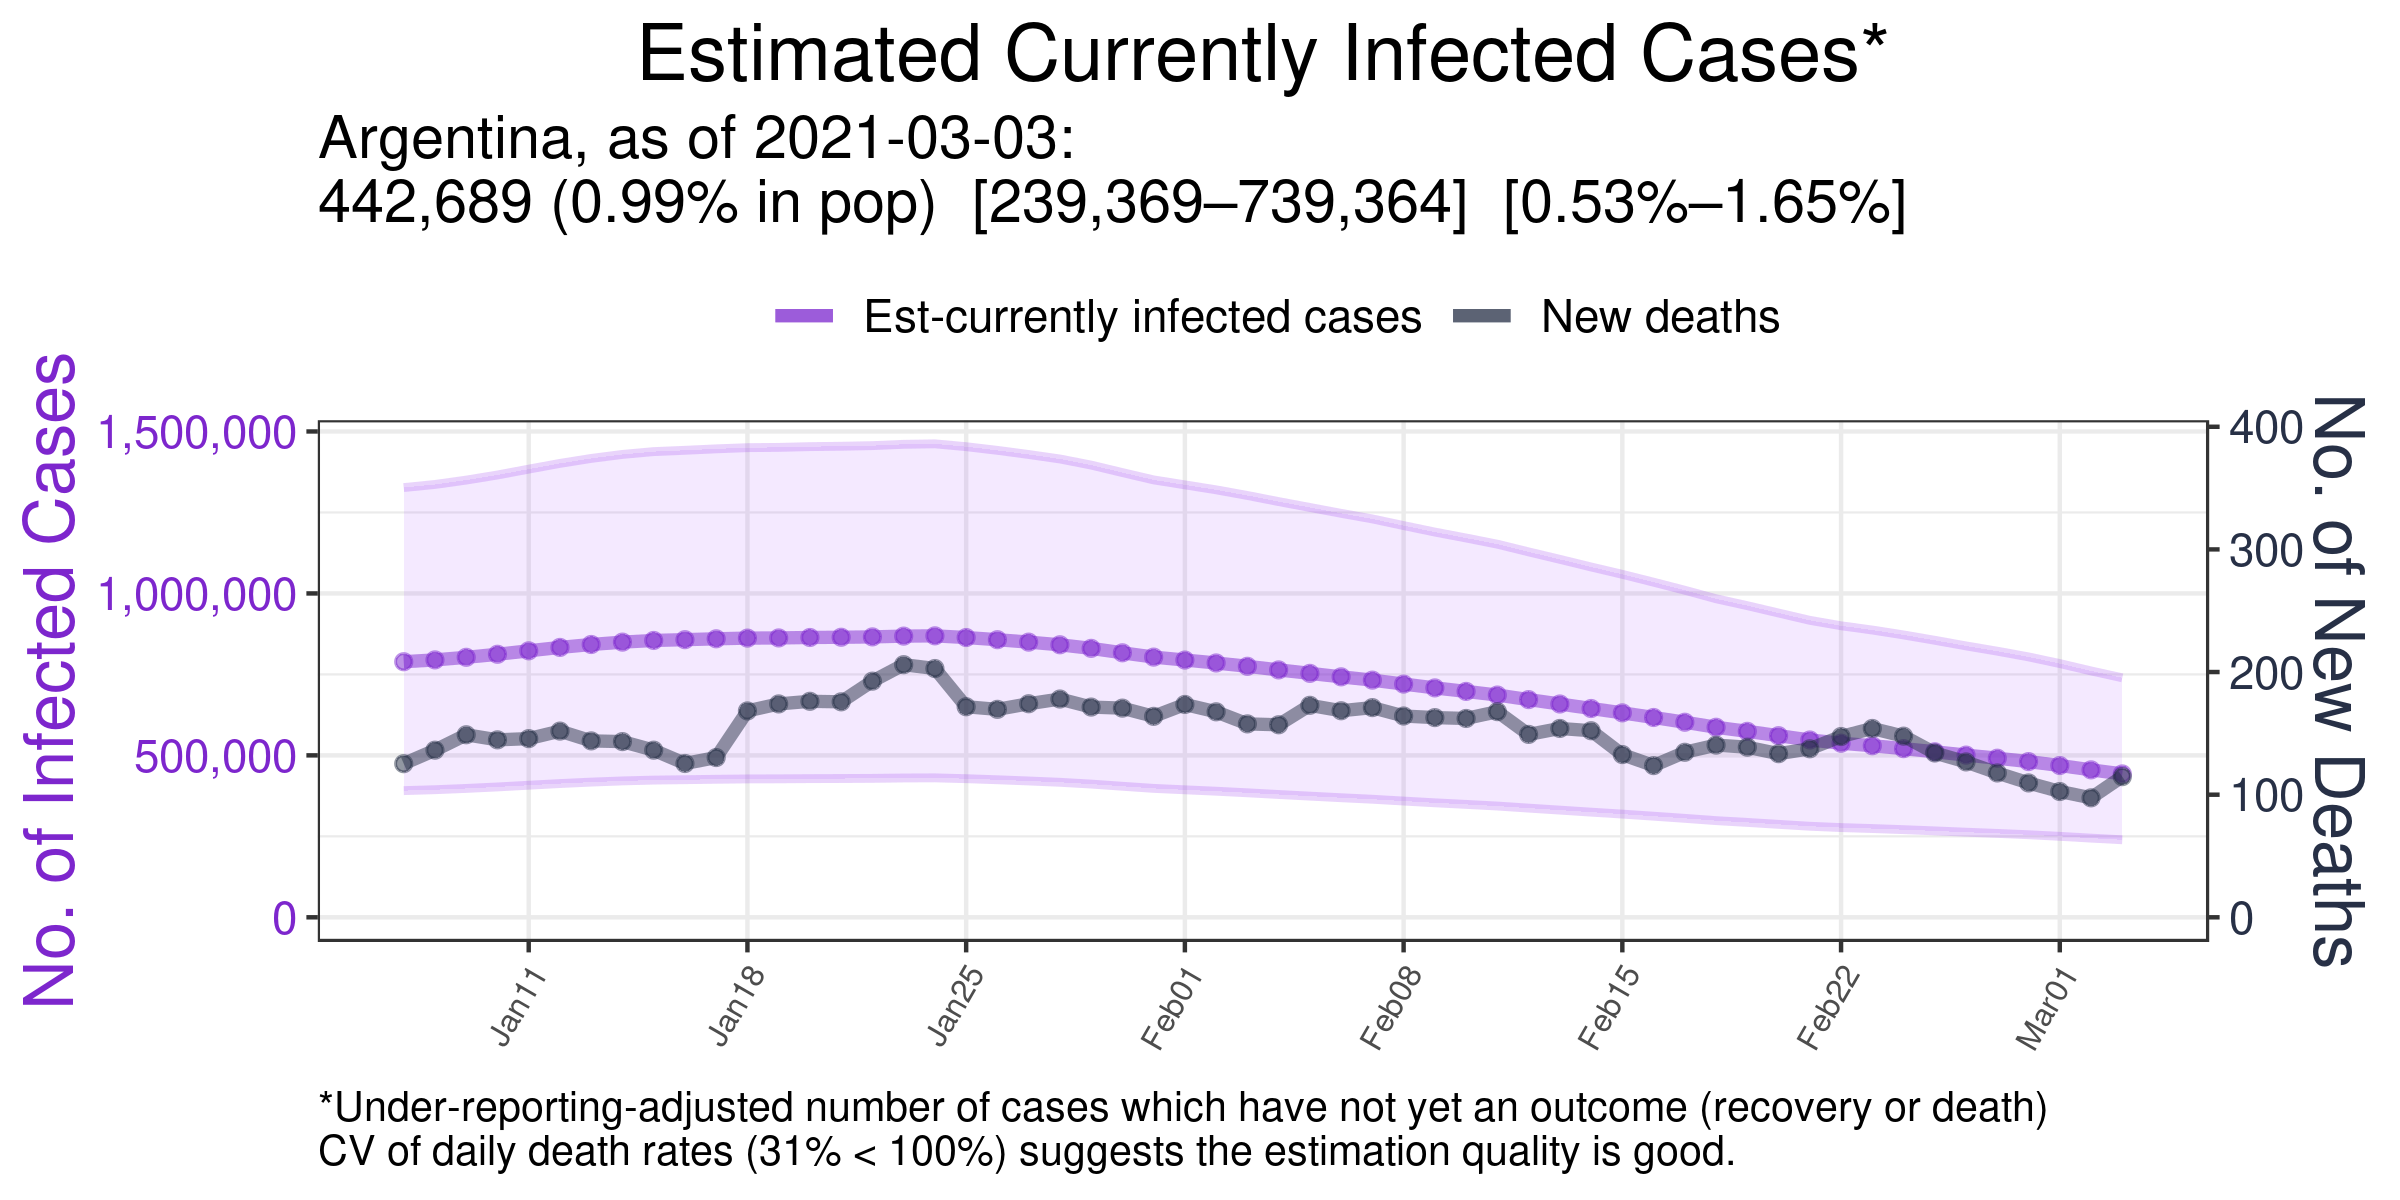 Estimated Currently Infected Cases*
Argentina, as of 2021-03-03:
442,689 (0.99% in pop) [239,369–739,364] [0.53%–1.65%]
Est-currently infected cases
New deaths
No. of Infected Cases
1,500,000
1,000,000
500,000
0
400
300
200
100
0
No. of New Deaths
Jan11
Jan18
Jan25
Feb01
Feb08
Feb15
Feb22
Mar01
*Under-reporting-adjusted number of cases which have not yet an outcome (recovery or death)
CV of daily death rates (31% < 100%) suggests the estimation quality is good.